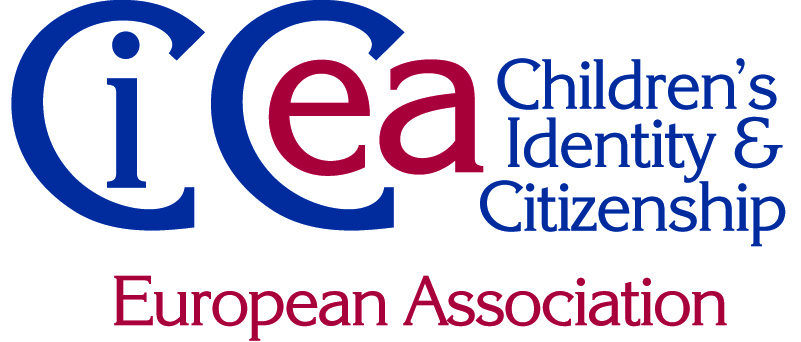 CiCea
Children's
Identity &
Citizenship
European Association